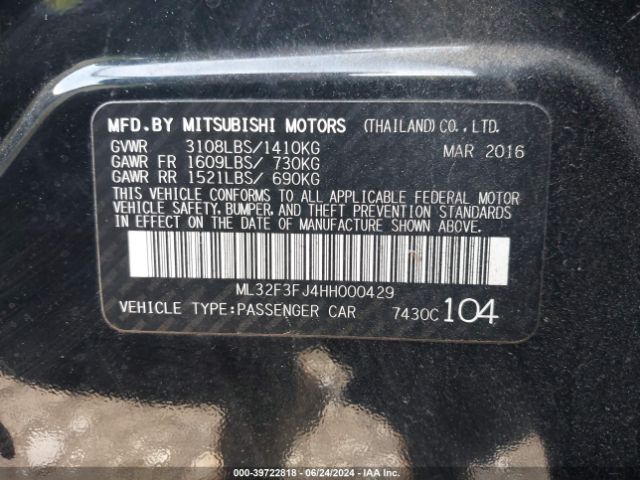 MFD.BY MITSUBISHI MOTORS (THAILAND)CO.,LTD.
GVWR 3108LBS/1410KG MAR 2016
GAWR FR 1609LBS/ 730KG
GAWR RR 1521LBS/ 690KG
THIS VEHICLE CONFORMS TO ALL APPLICABLE FEDERAL MOTOR
VEHICLE SAFETY, BUMPER, AND THEFT PREVENTION STANDARDS
IN EFFECT ON THE DATE OF MANUFACTURE SHOWN ABOVE.
ML32F3FJ4HH000429
VEHICLE TYPE:PASSENGER CAR 7430C 104
000-39722818 - 06/24/2024 - IAA Inc.